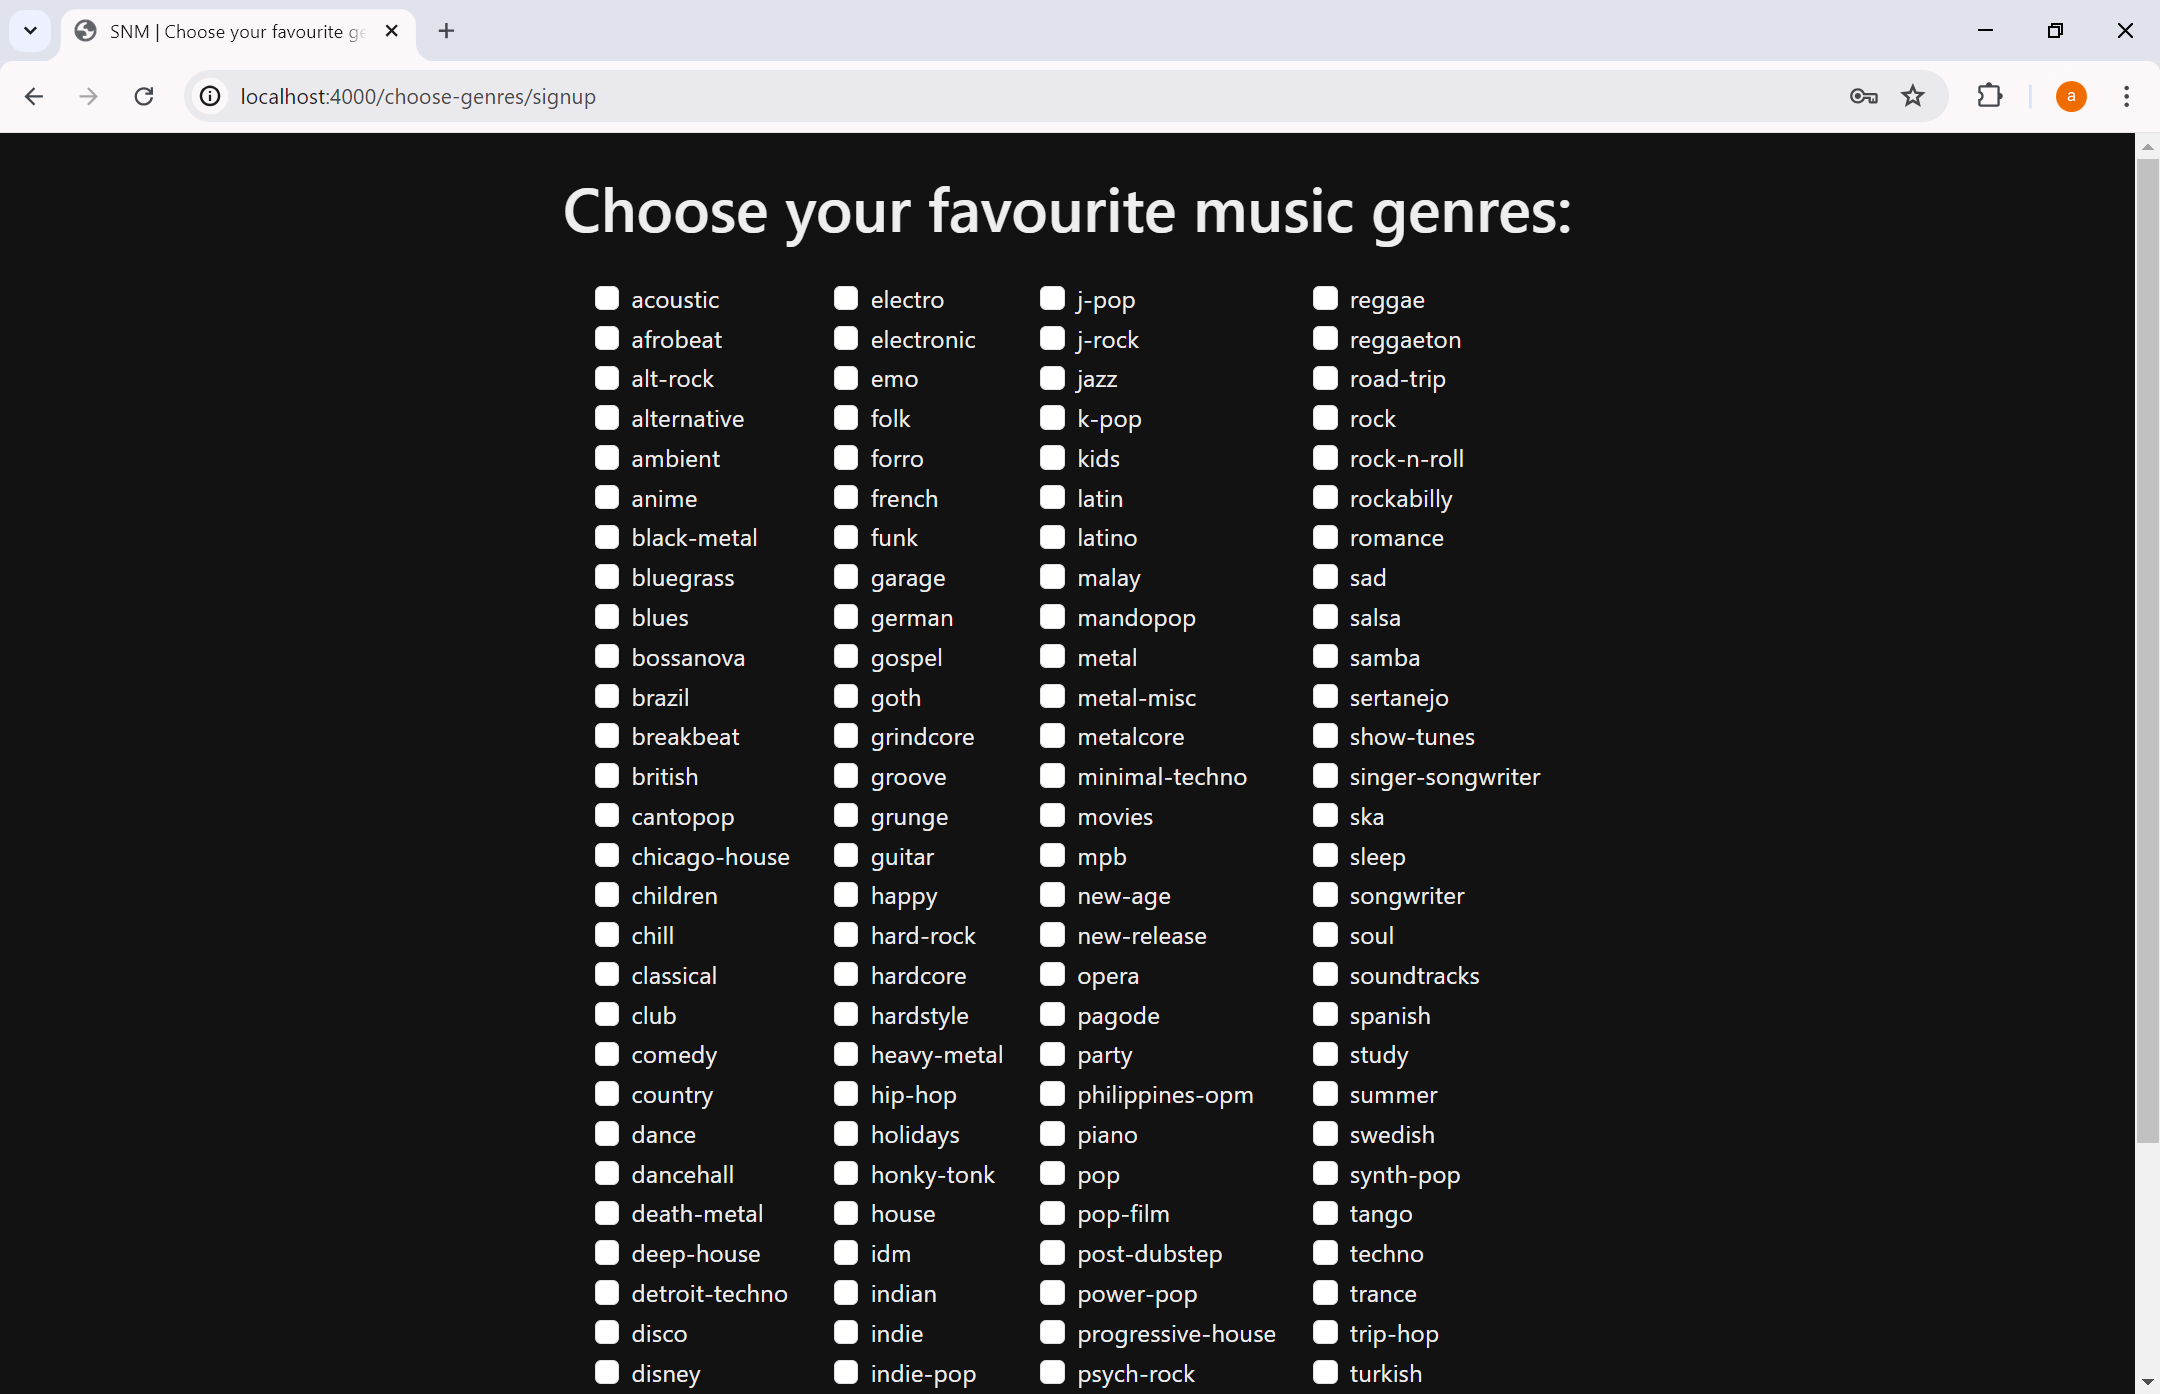 SNM | Choose your favourite ge
localhost:4000/choose-genres/signup
a
Choose your favourite music genres:
acoustic
afrobeat
alt-rock
alternative
ambient
anime
black-metal
bluegrass
blues
bossanova
brazil
breakbeat
british
cantopop
chicago-house
children
chill
classical
club
comedy
country
dance
dancehall
death-metal
deep-house
detroit-techno
disco
disney
electro
electronic
emo
folk
forro
french
funk
garage
german
gospel
goth
grindcore
groove
grunge
guitar
happy
hard-rock
hardcore
hardstyle
heavy-metal
hip-hop
holidays
honky-tonk
house
idm
indian
indie
indie-pop
j-pop
j-rock
jazz
k-pop
kids
latin
latino
malay
mandopop
metal
metal-misc
metalcore
minimal-techno
movies
mpb
new-age
new-release
opera
pagode
party
philippines-opm
piano
pop
pop-film
post-dubstep
power-pop
progressive-house
psych-rock
reggae
reggaeton
road-trip
rock
rock-n-roll
rockabilly
romance
sad
salsa
samba
sertanejo
show-tunes
singer-songwriter
ska
sleep
songwriter
soul
soundtracks
spanish
study
summer
swedish
synth-pop
tango
techno
trance
trip-hop
turkish